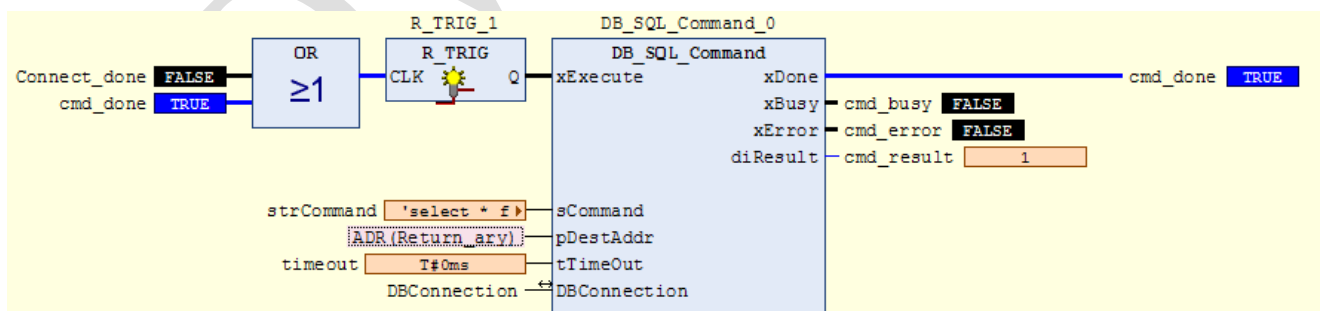 R_TRIG_1 DB_SQL_Command_0
OR R_TRIG DB_SQL_Command
Connect_done FALSE CLK Q xExecute xDone cmd_done TRUE
≥1
cmd_done TRUE xBusy cmd_busy FALSE
xError cmd_error FALSE
diResult cmd_result 1
strCommand 'select * f sCommand
ADR(Return_ary) pDestAddr
timeout T#0ms tTimeOut
DBConnection DBConnection